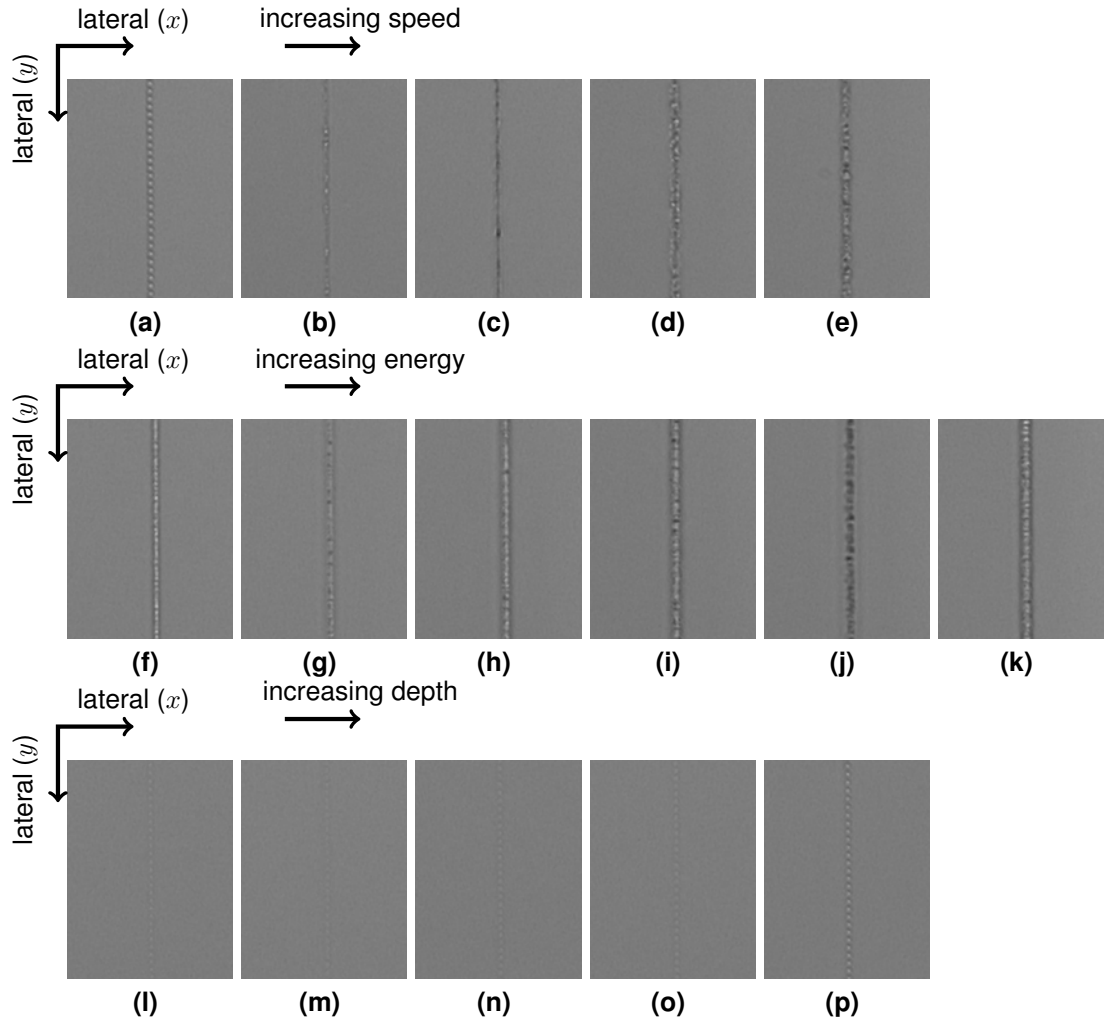 lateral (x) increasing speed
lateral (y)
(a) (b) (c) (d) (e)
lateral (x) increasing energy
lateral (y)
(f) (g) (h) (i) (j) (k)
lateral (x) increasing depth
lateral (y)
(l) (m) (n) (o) (p)